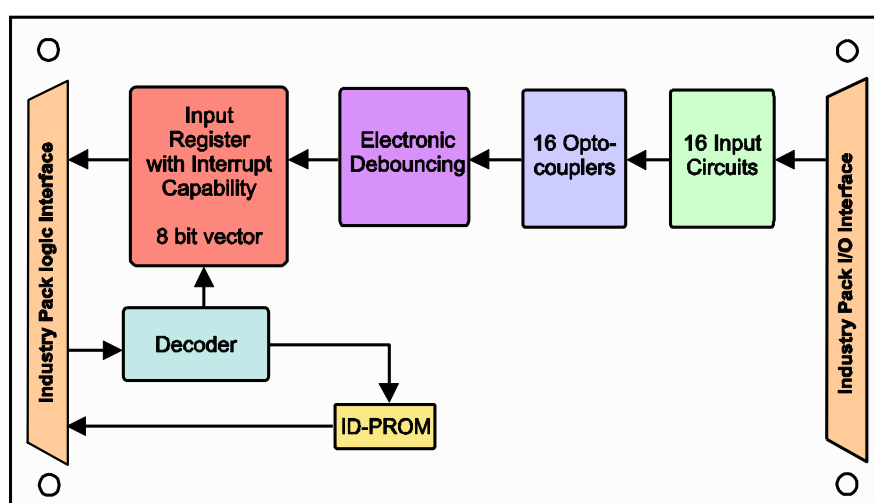 Industry Pack logic Interface
Input
Register
with Interrupt
Capability
8 bit vector
Electronic
Debouncing
16 Opto-
couplers
16 Input
Circuits
Industry Pack I/O Interface
Decoder
ID-PROM